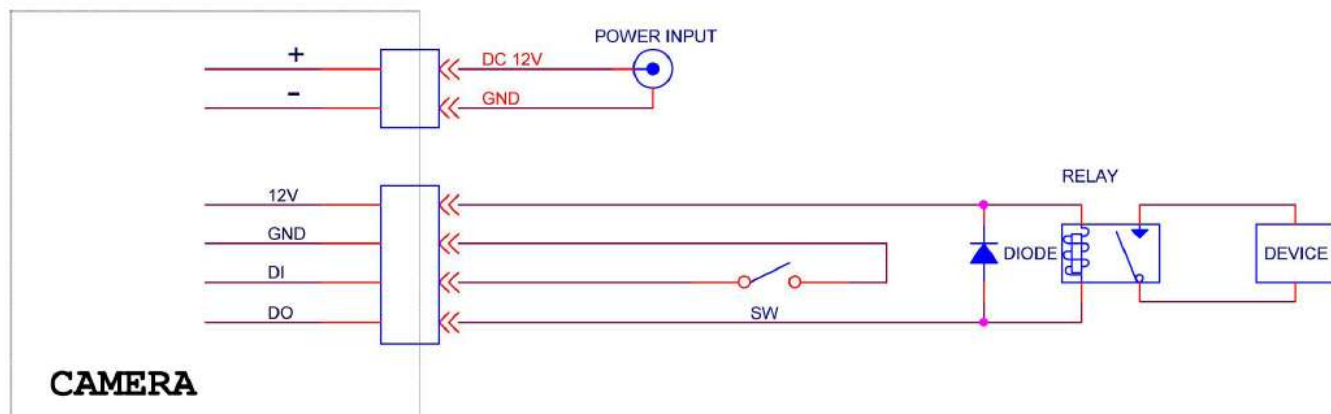 POWER INPUT
+
DC 12V
-
GND
RELAY
12V
GND
DI
DIODE
DEVICE
DO
SW
CAMERA